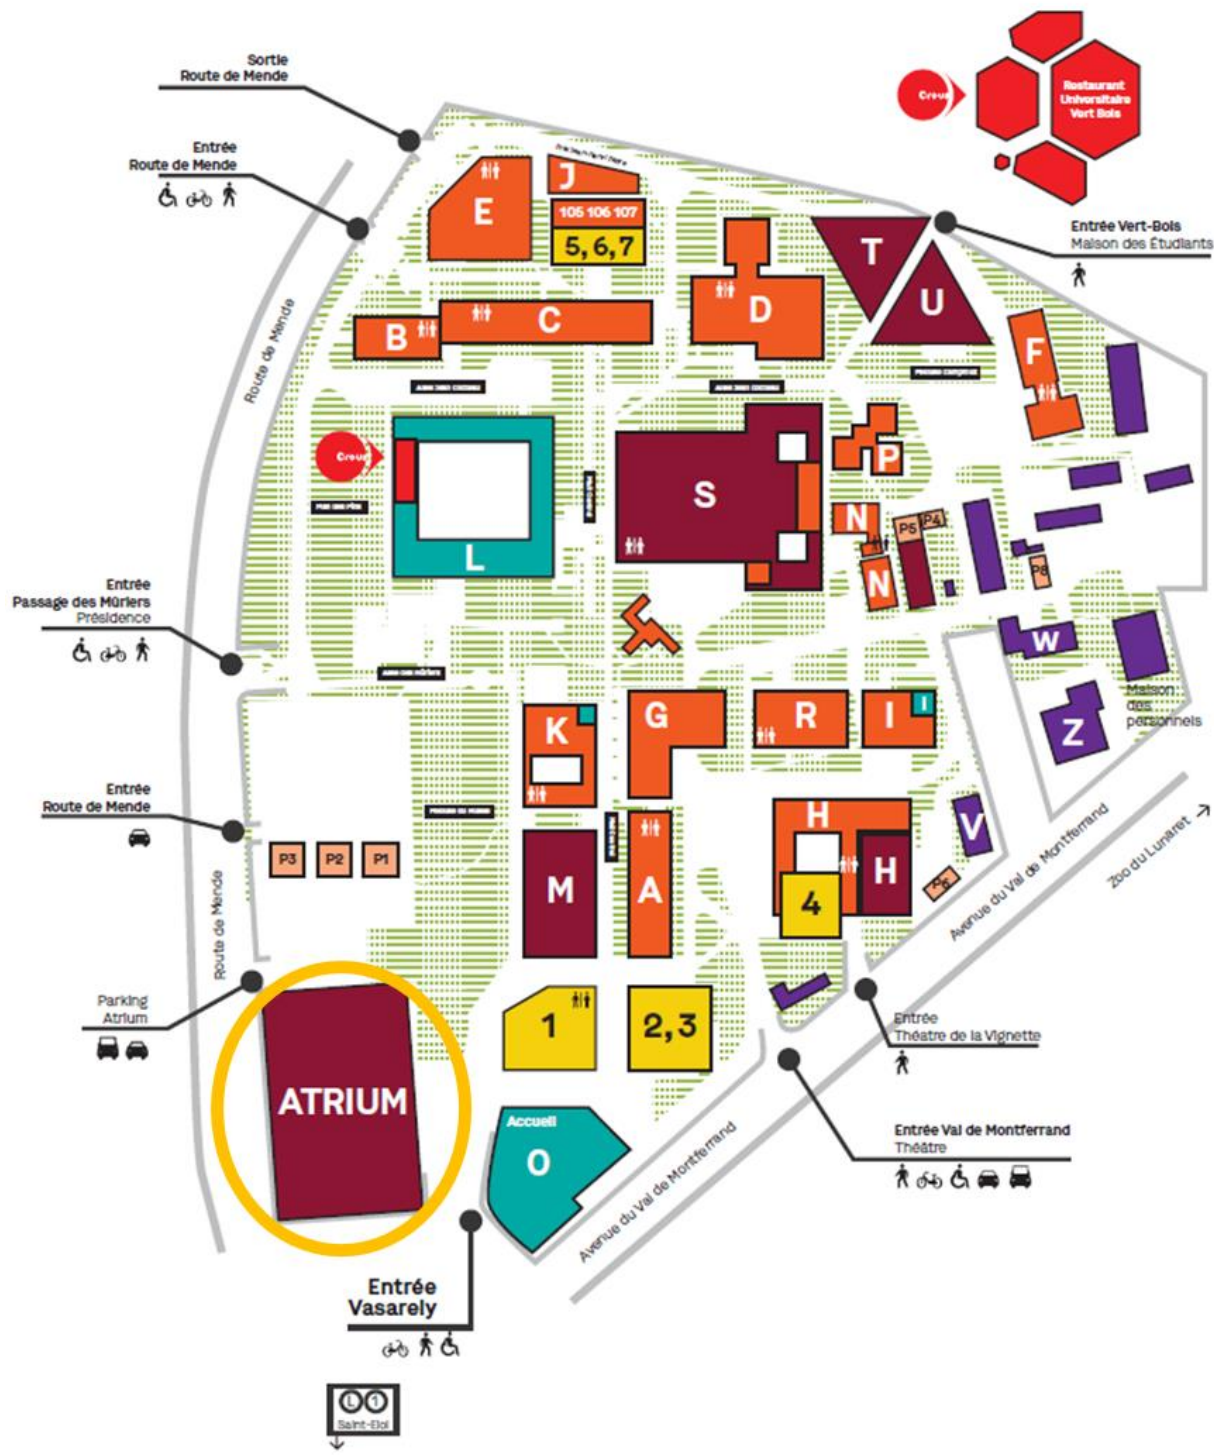 Sortie
Route de Mende
Entrée
Route de Mende
Crous
Restaurant
Universitaire
Vert Bois
Entrée Vert-Bois
Maison des Étudiants
E
J
105 106 107
5, 6, 7
B
C
D
T
U
F
Route de Mende
Crous
L
S
P
N
N
P5
P4
P8
W
Z
Maison
des
personnels
Entrée
Passage des Mûriers
Présidence
K
G
R
I
I
Entrée
Route de Mende
P3
P2
P1
M
A
H
H
4
V
P6
Avenue du Val de Montferrand
Zoo du Lunaret
Route de Mende
Parking
Atrium
ATRIUM
1
2, 3
Entrée
Théatre de la Vignette
Entrée Val de Montferrand
Théâtre
Accueil
O
Avenue du Val de Montferrand
Entrée
Vasarely
L 1
Saint-Eloi